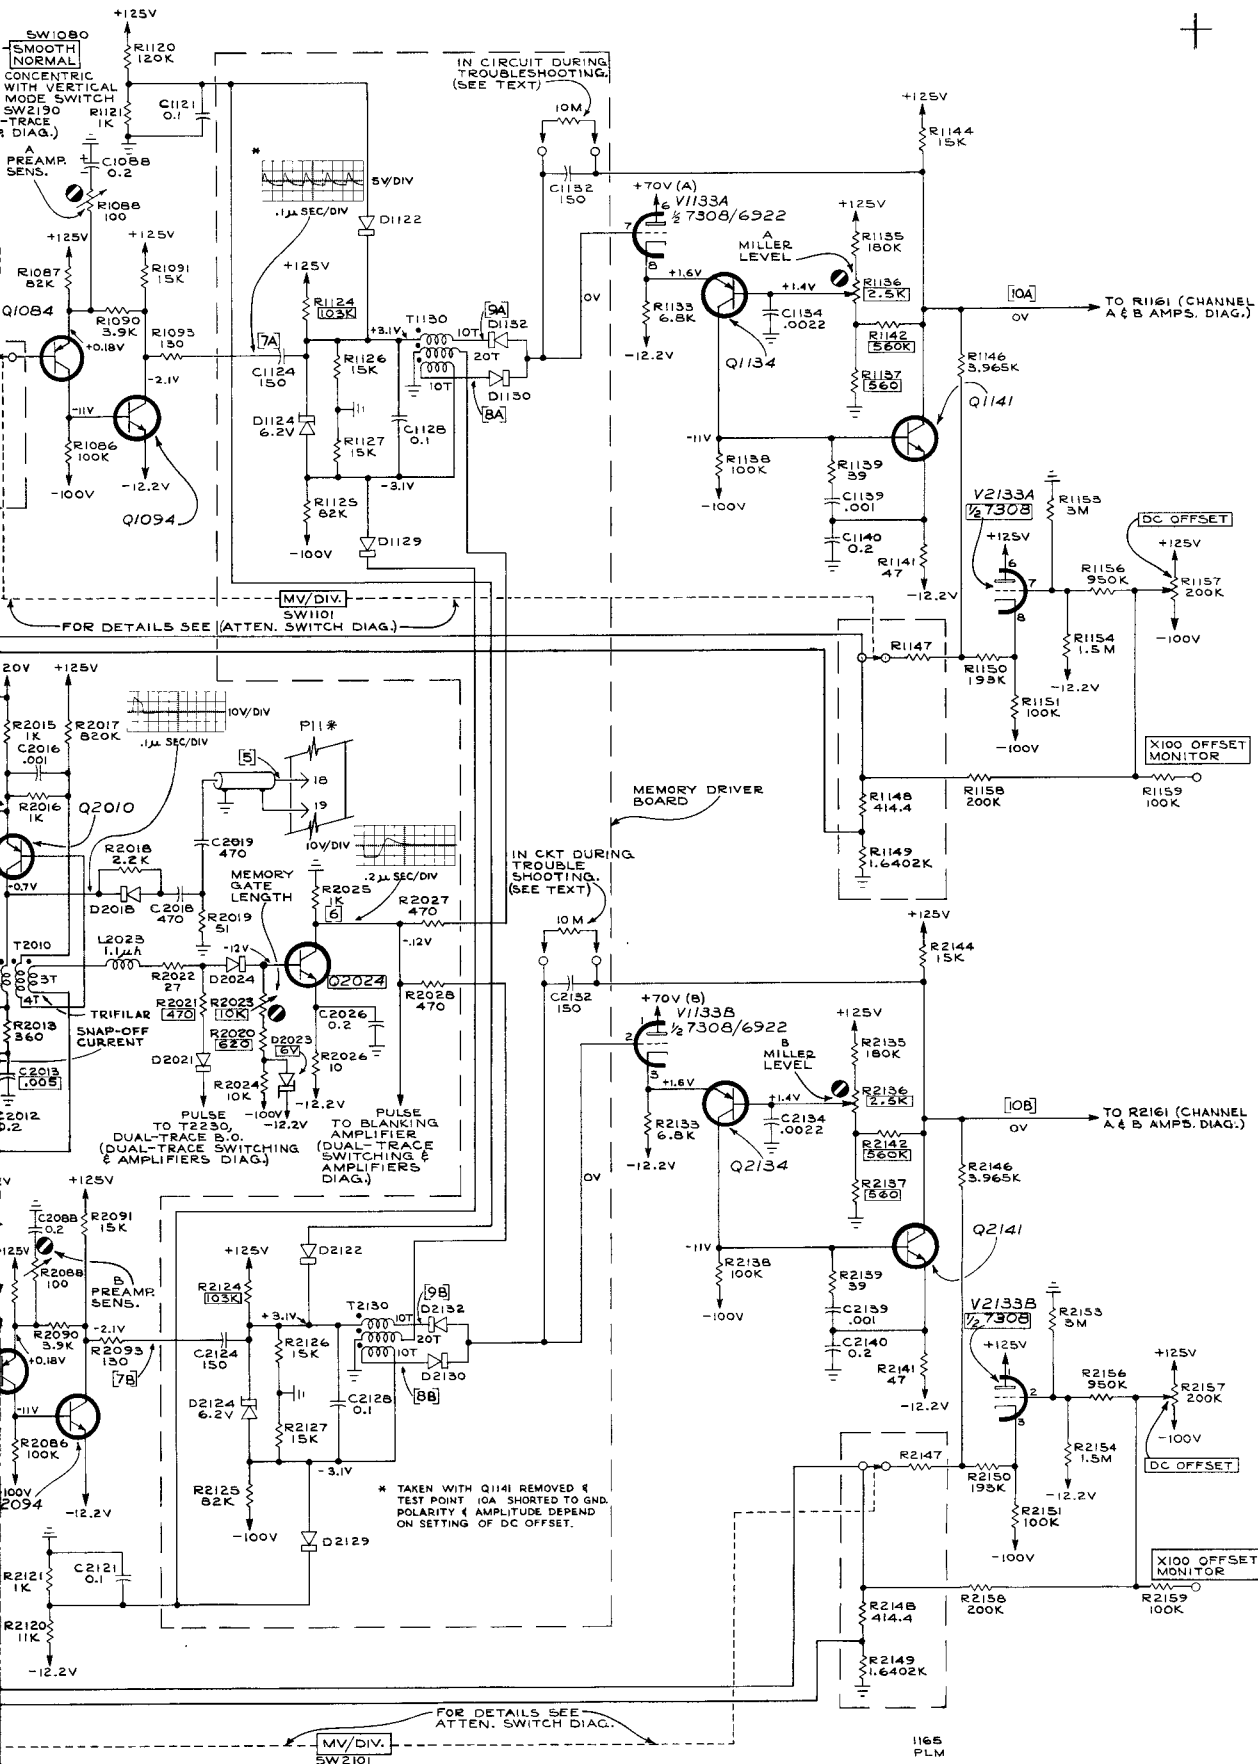 +125V
SW1080
SMOOTH
NORMAL
CONCENTRIC
WITH VERTICAL
MODE SWITCH
SW2190
-TRACE
DIAG.)
R1120
120K
R1121
1K
C1121
0.1
A
PREAMP.
SENS.
C1088
0.2
R1088
100
+125V
+125V
R1087
82K
R1091
15K
Q1084
R1090
3.9K
R1093
130
+0.18V
-2.1V
-11V
R1086
100K
-100V
-12.2V
Q1094
*
5V/DIV
.1μ SEC/DIV
D1122
+125V
R1124
103K
7A
C1124
150
+3.1V
T1130
10T
9A
D1132
20T
10T
D1130
8A
R1126
15K
D1124
6.2V
R1127
15K
C1128
0.1
-3.1V
R1125
82K
-100V
D1129
IN CIRCUIT DURING
TROUBLESHOOTING.
(SEE TEXT)
10M
C1132
150
+70V (A)
V1133A
½ 7308/6922
6
7
8
0V
+1.6V
R1133
6.8K
-12.2V
Q1134
+125V
R1135
180K
A
MILLER
LEVEL
R1136
2.5K
+1.4V
C1134
.0022
R1142
560K
R1137
560
+125V
R1144
15K
10A
0V
TO R1161 (CHANNEL
A & B AMPS. DIAG.)
R1146
3.965K
Q1141
-11V
R1138
100K
-100V
R1139
39
C1139
.001
C1140
0.2
R1141
47
-12.2V
V2133A
½ 7308
+125V
6
7
8
R1153
3M
DC OFFSET
+125V
R1156
950K
R1157
200K
-100V
R1154
1.5M
-12.2V
R1147
R1150
193K
R1151
100K
-100V
X100 OFFSET
MONITOR
R1158
200K
R1159
100K
R1148
414.4
R1149
1.6402K
MV/DIV.
SW1101
FOR DETAILS SEE (ATTEN. SWITCH DIAG.)
20V
+125V
R2015
1K
R2017
820K
C2016
.001
R2016
1K
Q2010
10V/DIV
.1μ SEC/DIV
R2018
2.2K
+0.7V
D2018
C2018
470
5
P11 *
18
19
C2019
470
R2019
51
10V/DIV
.2μ SEC/DIV
MEMORY
GATE
LENGTH
R2025
1K
6
R2027
470
-.12V
MEMORY DRIVER
BOARD
T2010
3T
4T
L2023
1.1μh
R2022
27
-12V
D2024
Q2024
R2028
470
TRIFILAR
SNAP-OFF
CURRENT
R2013
360
C2013
.005
C2012
0.2
R2021
470
R2023
10K
R2020
620
D2021
D2023
6V
C2026
0.2
R2026
10
R2024
10K
-100V
-12.2V
-12.2V
PULSE
TO T2230,
DUAL-TRACE B.O.
(DUAL-TRACE SWITCHING
& AMPLIFIERS DIAG.)
PULSE
TO BLANKING
AMPLIFIER
(DUAL-TRACE
SWITCHING &
AMPLIFIERS
DIAG.)
IN CKT DURING
TROUBLE
SHOOTING.
(SEE TEXT)
10M
C2132
150
+70V (B)
V1133B
½ 7308/6922
1
2
3
0V
+1.6V
R2133
6.8K
-12.2V
Q2134
+125V
R2135
180K
B
MILLER
LEVEL
R2136
2.5K
+1.4V
C2134
.0022
R2142
560K
R2137
560
+125V
R2144
15K
10B
0V
TO R2161 (CHANNEL
A & B AMPS. DIAG.)
R2146
3.965K
Q2141
-11V
R2138
100K
-100V
R2139
39
C2139
.001
C2140
0.2
R2141
47
-12.2V
V2133B
½ 7308
+125V
1
2
3
R2153
3M
R2156
950K
+125V
R2157
200K
-100V
DC OFFSET
R2154
1.5M
-12.2V
R2147
R2150
193K
R2151
100K
-100V
X100 OFFSET
MONITOR
R2158
200K
R2159
100K
R2148
414.4
R2149
1.6402K
+125V
C2088
0.2
R2091
15K
+125V
R2088
100
B
PREAMP.
SENS.
R2090
3.9K
-2.1V
R2093
130
7B
+0.18V
-11V
R2086
100K
100V
2094
-12.2V
+125V
R2124
103K
D2122
+3.1V
T2130
10T
9B
D2132
20T
10T
D2130
8B
C2124
150
R2126
15K
D2124
6.2V
R2127
15K
C2128
0.1
-3.1V
R2125
82K
-100V
D2129
* TAKEN WITH Q1141 REMOVED &
TEST POINT 10A SHORTED TO GND.
POLARITY & AMPLITUDE DEPEND
ON SETTING OF DC OFFSET.
R2121
1K
C2121
0.1
R2120
11K
-12.2V
FOR DETAILS SEE
ATTEN. SWITCH DIAG.
MV/DIV.
SW2101
1165
PLM